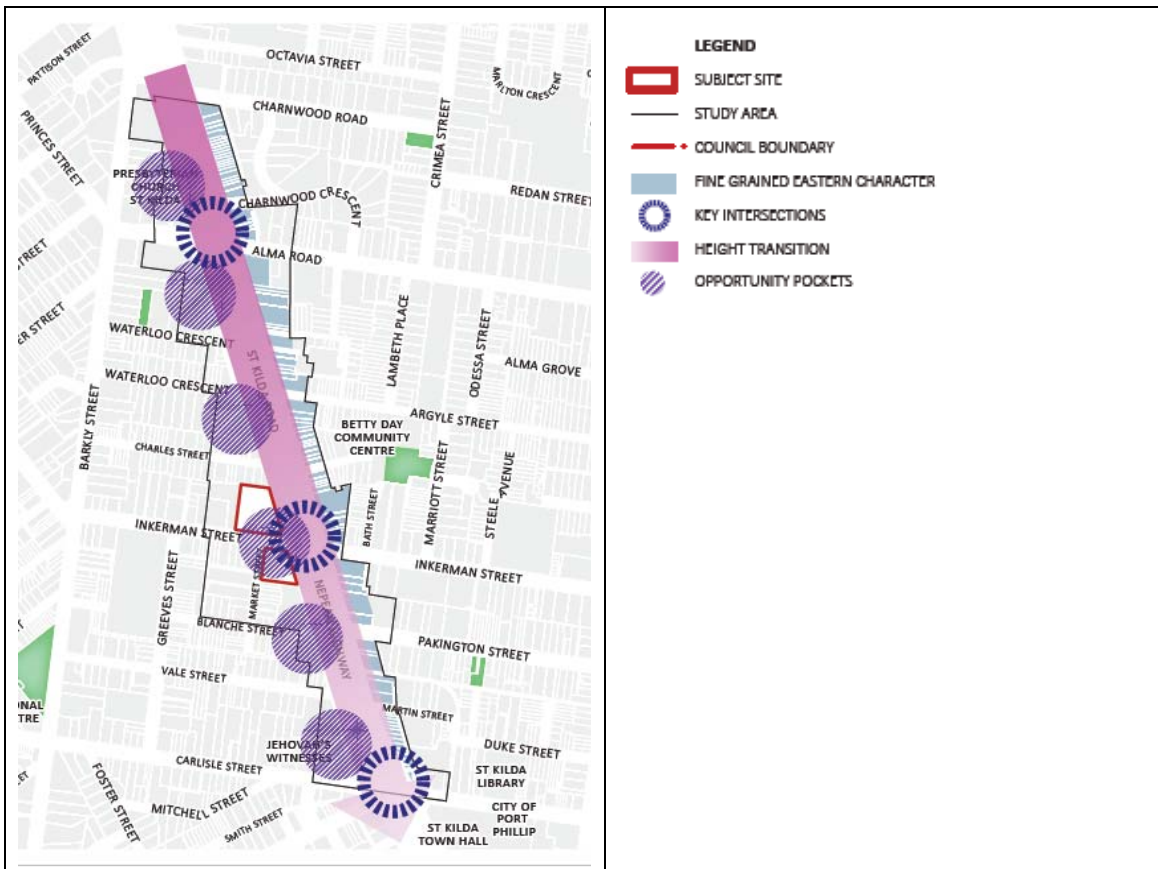 PATTISON STREET
OCTAVIA STREET
MARLTON CRESCENT
PRINCES STREET
CHARNWOOD ROAD
CRIMEA STREET
PRESBYTERIAN
CHURCH
ST KILDA
CHARNWOOD CRESCENT
REDAN STREET
STREET
ALMA ROAD
ER STREET
WATERLOO CRESCENT
LAMBETH PLACE
ODESSA STREET
ST KILDA ROAD
ALMA GROVE
WATERLOO CRESCENT
BARKLY STREET
ARGYLE STREET
BETTY DAY
COMMUNITY
CENTRE
CHARLES STREET
MARRIOTT STREET
STEELE AVENUE
BATH STREET
INKERMAN STREET
INKERMAN STREET
GREEVES STREET
MARKET STREET
BLANCHE STREET
PAKINGTON STREET
VALE STREET
ONAL
TRE
MARTIN STREET
JEHOVAH'S
WITNESSES
DUKE STREET
CARLISLE STREET
ST KILDA
LIBRARY
FOSTER STREET
MITCHELL STREET
SMITH STREET
CITY OF
PORT
PHILLIP
ST KILDA
TOWN HALL
LEGEND
SUBJECT SITE
STUDY AREA
COUNCIL BOUNDARY
FINE GRAINED EASTERN CHARACTER
KEY INTERSECTIONS
HEIGHT TRANSITION
OPPORTUNITY POCKETS